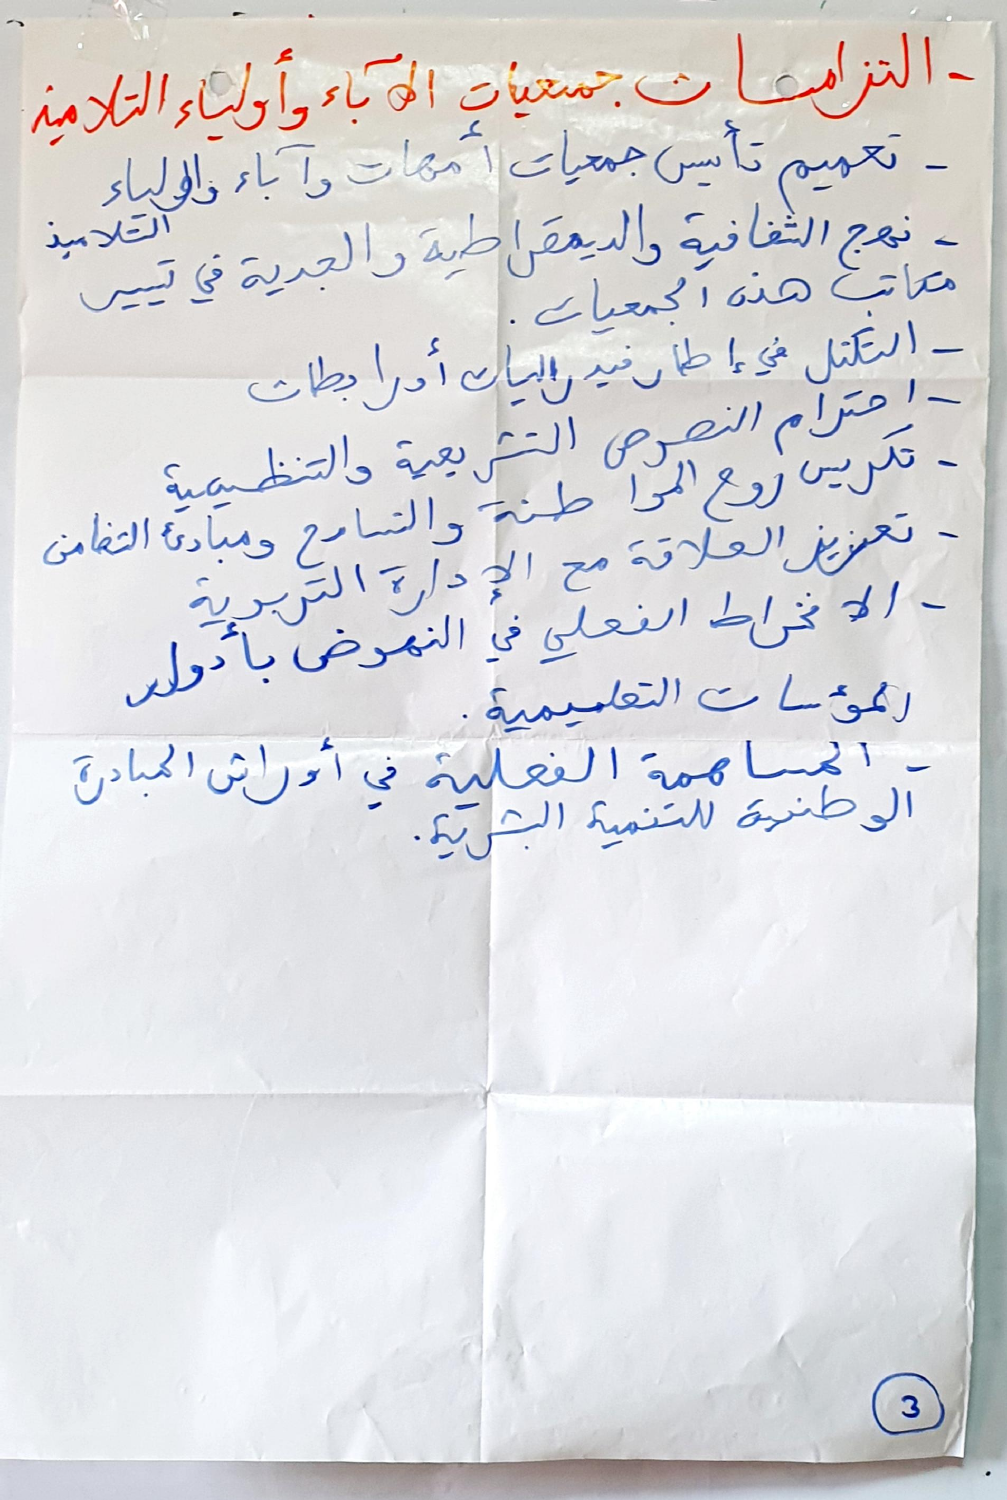 - التزامات جمعيات الآباء وأولياء التلاميذ
- تعميم تأسيس جمعيات أمهات وآباء وأولياء
التلاميذ
- نهج الشفافية والديمقراطية والجدية في تسيير
مكاتب هذه الجمعيات.
- التكتل في إطار فيدراليات أو رابطات
- احترام النصوص التشريعية والتنظيمية
- تكريس روح المواطنة والتسامح ومبادئ التضامن
- تعزيز العلاقة مع الإدارة التربوية
- الانخراط الفعلي في النهوض بأدوار
المؤسسات التعليمية.
- المساهمة الفعلية في أوراش المبادرة
الوطنية للتنمية البشرية.
3